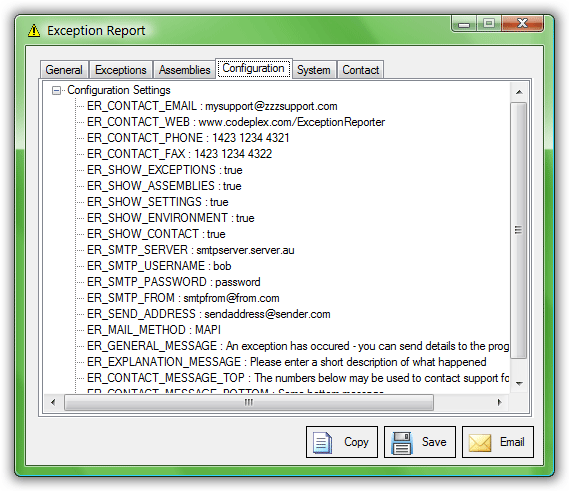 Exception Report
General Exceptions Assemblies Configuration System Contact
Configuration Settings
ER_CONTACT_EMAIL : mysupport@zzzsupport.com
ER_CONTACT_WEB : www.codeplex.com/ExceptionReporter
ER_CONTACT_PHONE : 1423 1234 4321
ER_CONTACT_FAX : 1423 1234 4322
ER_SHOW_EXCEPTIONS : true
ER_SHOW_ASSEMBLIES : true
ER_SHOW_SETTINGS : true
ER_SHOW_ENVIRONMENT : true
ER_SHOW_CONTACT : true
ER_SMTP_SERVER : smtpserver.server.au
ER_SMTP_USERNAME : bob
ER_SMTP_PASSWORD : password
ER_SMTP_FROM : smtpfrom@from.com
ER_SEND_ADDRESS : sendaddress@sender.com
ER_MAIL_METHOD : MAPI
ER_GENERAL_MESSAGE : An exception has occured - you can send details to the prog
ER_EXPLANATION_MESSAGE : Please enter a short description of what happened
ER_CONTACT_MESSAGE_TOP : The numbers below may be used to contact support fo
ER_CONTACT_MESSAGE_BOTTOM : Some bottom message
Copy Save Email